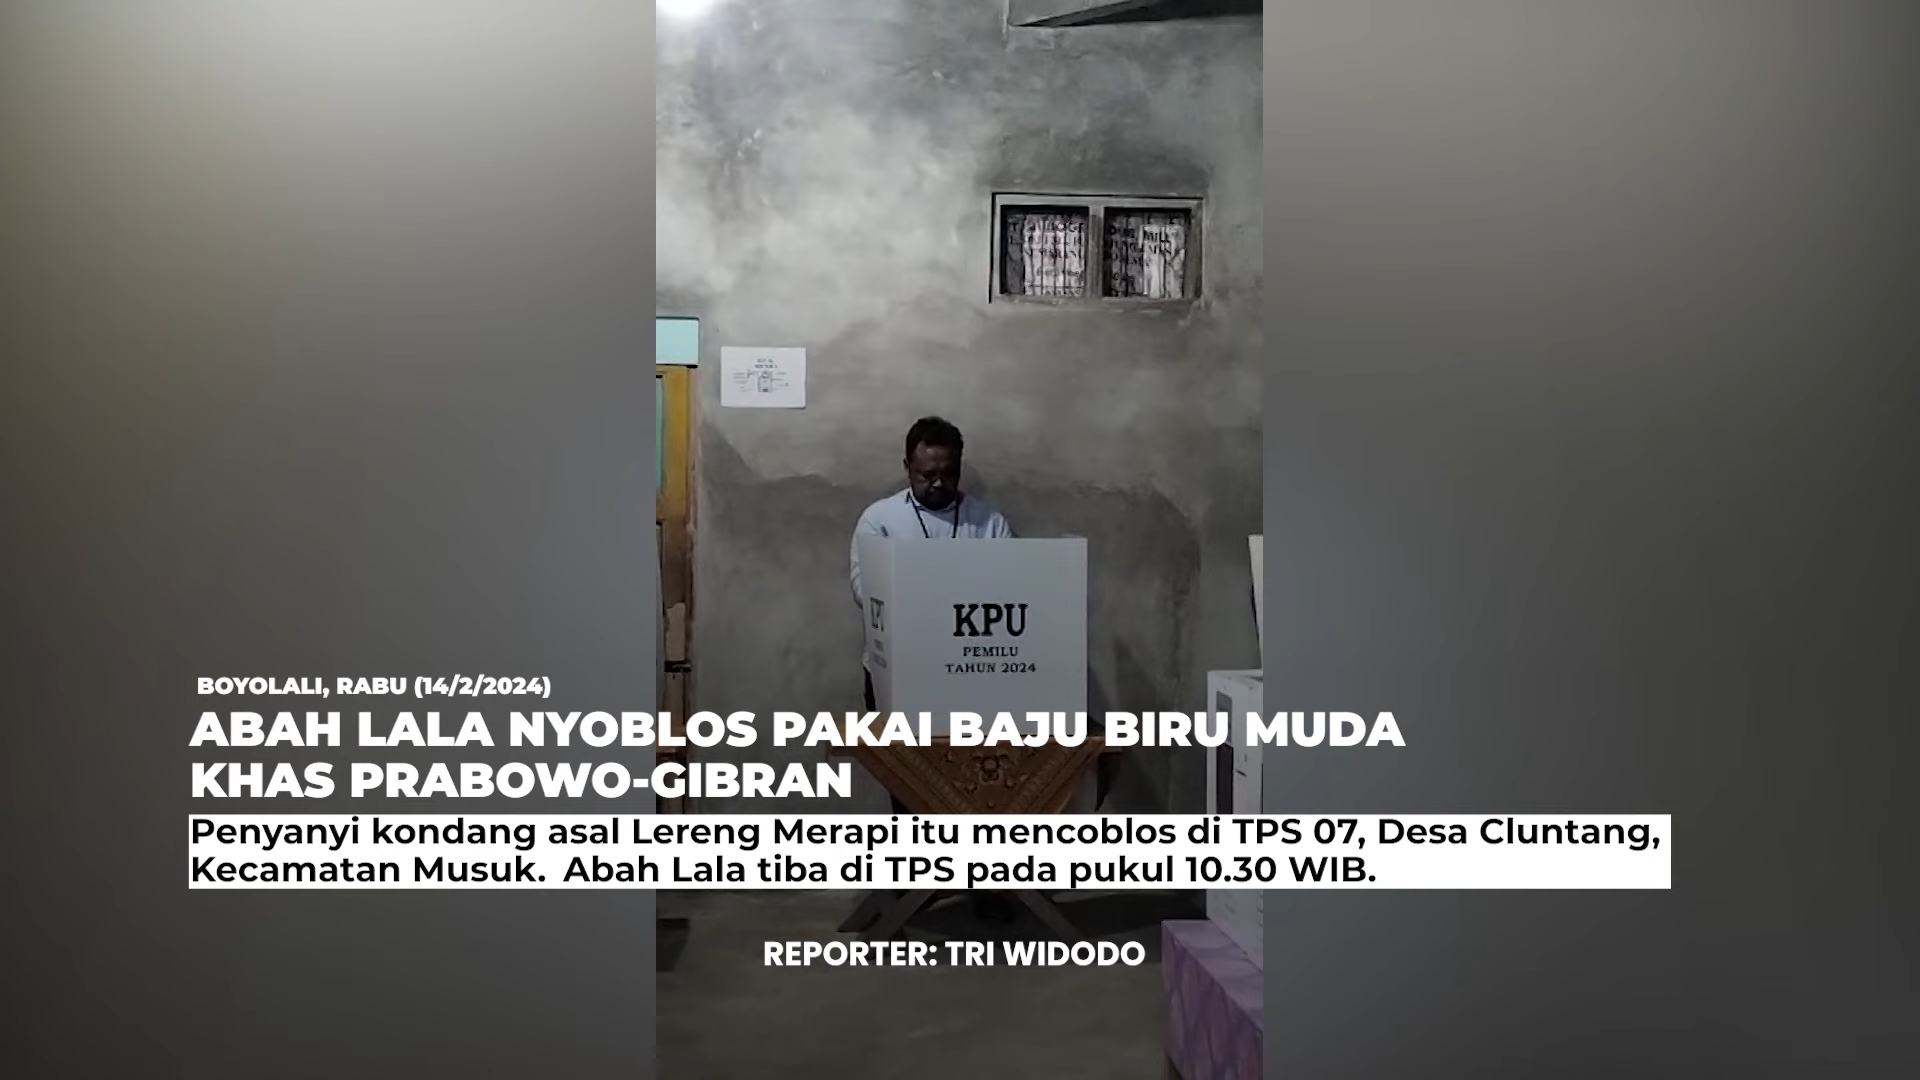 KPU
PEMILU
TAHUN 2024
KPU
BOYOLALI, RABU (14/2/2024)
ABAH LALA NYOBLOS PAKAI BAJU BIRU MUDA
KHAS PRABOWO-GIBRAN
Penyanyi kondang asal Lereng Merapi itu mencoblos di TPS 07, Desa Cluntang,
Kecamatan Musuk.  Abah Lala tiba di TPS pada pukul 10.30 WIB.
REPORTER: TRI WIDODO